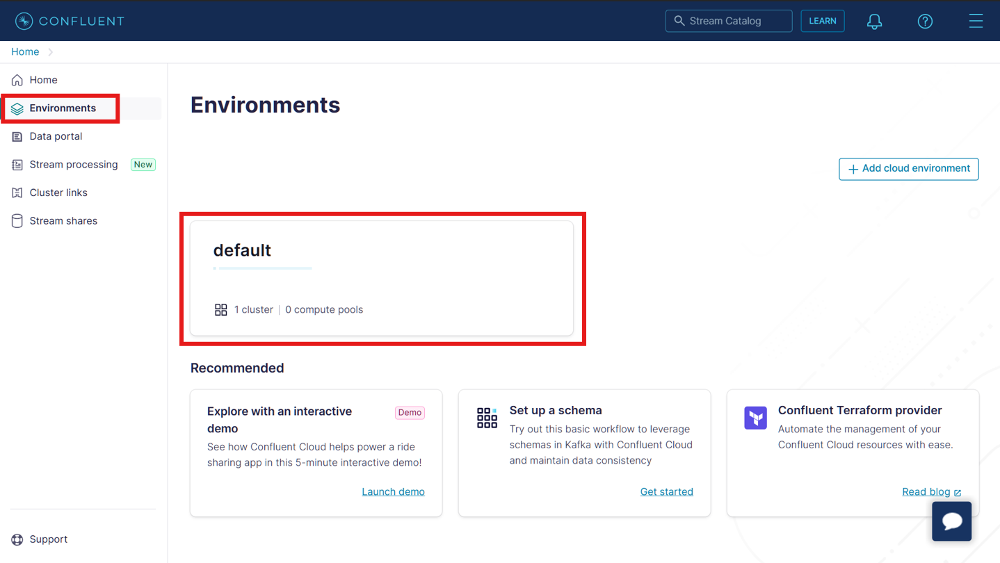 CONFLUENT
Stream Catalog
LEARN
Home
Home
Environments
Data portal
Stream processing New
Cluster links
Stream shares
Support
Environments
Add cloud environment
default
1 cluster | 0 compute pools
Recommended
Explore with an interactive
demo
Demo
See how Confluent Cloud helps power a ride
sharing app in this 5-minute interactive demo!
Launch demo
Set up a schema
Try out this basic workflow to leverage
schemas in Kafka with Confluent Cloud
and maintain data consistency
Get started
Confluent Terraform provider
Automate the management of your
Confluent Cloud resources with ease.
Read blog